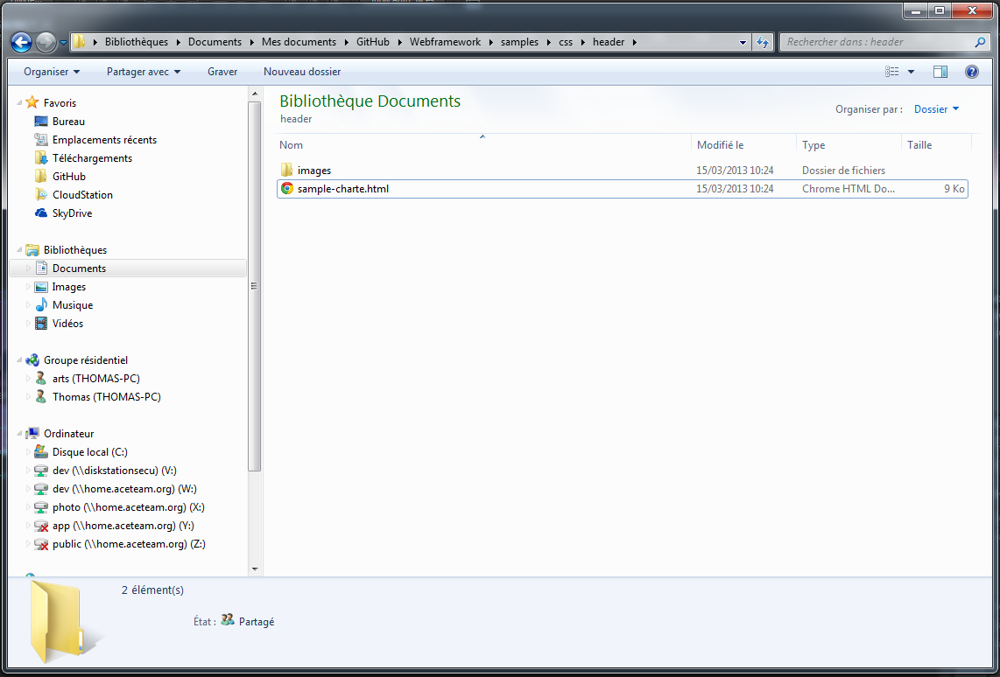 Bibliothèques Documents Mes documents GitHub Webframework samples css header
Rechercher dans : header
Organiser Partager avec Graver Nouveau dossier
Favoris
Bureau
Emplacements récents
Téléchargements
GitHub
CloudStation
SkyDrive
Bibliothèques
Documents
Images
Musique
Vidéos
Groupe résidentiel
arts (THOMAS-PC)
Thomas (THOMAS-PC)
Ordinateur
Disque local (C:)
dev (\\diskstationsecu) (V:)
dev (\\home.aceteam.org) (W:)
photo (\\home.aceteam.org) (X:)
app (\\home.aceteam.org) (Y:)
public (\\home.aceteam.org) (Z:)
Bibliothèque Documents
header
Organiser par : Dossier
Nom Modifié le Type Taille
images 15/03/2013 10:24 Dossier de fichiers
sample-charte.html 15/03/2013 10:24 Chrome HTML Do... 9 Ko
2 élément(s)
État : Partagé